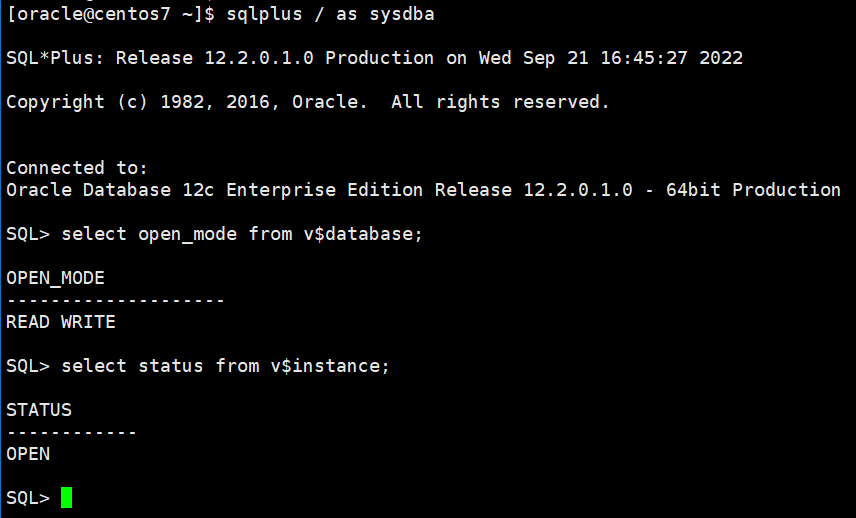 [oracle@centos7 ~]$ sqlplus / as sysdba
SQL*Plus: Release 12.2.0.1.0 Production on Wed Sep 21 16:45:27 2022
Copyright (c) 1982, 2016, Oracle.  All rights reserved.
Connected to:
Oracle Database 12c Enterprise Edition Release 12.2.0.1.0 - 64bit Production
SQL> select open_mode from v$database;
OPEN_MODE
--------------------
READ WRITE
SQL> select status from v$instance;
STATUS
------------
OPEN
SQL>